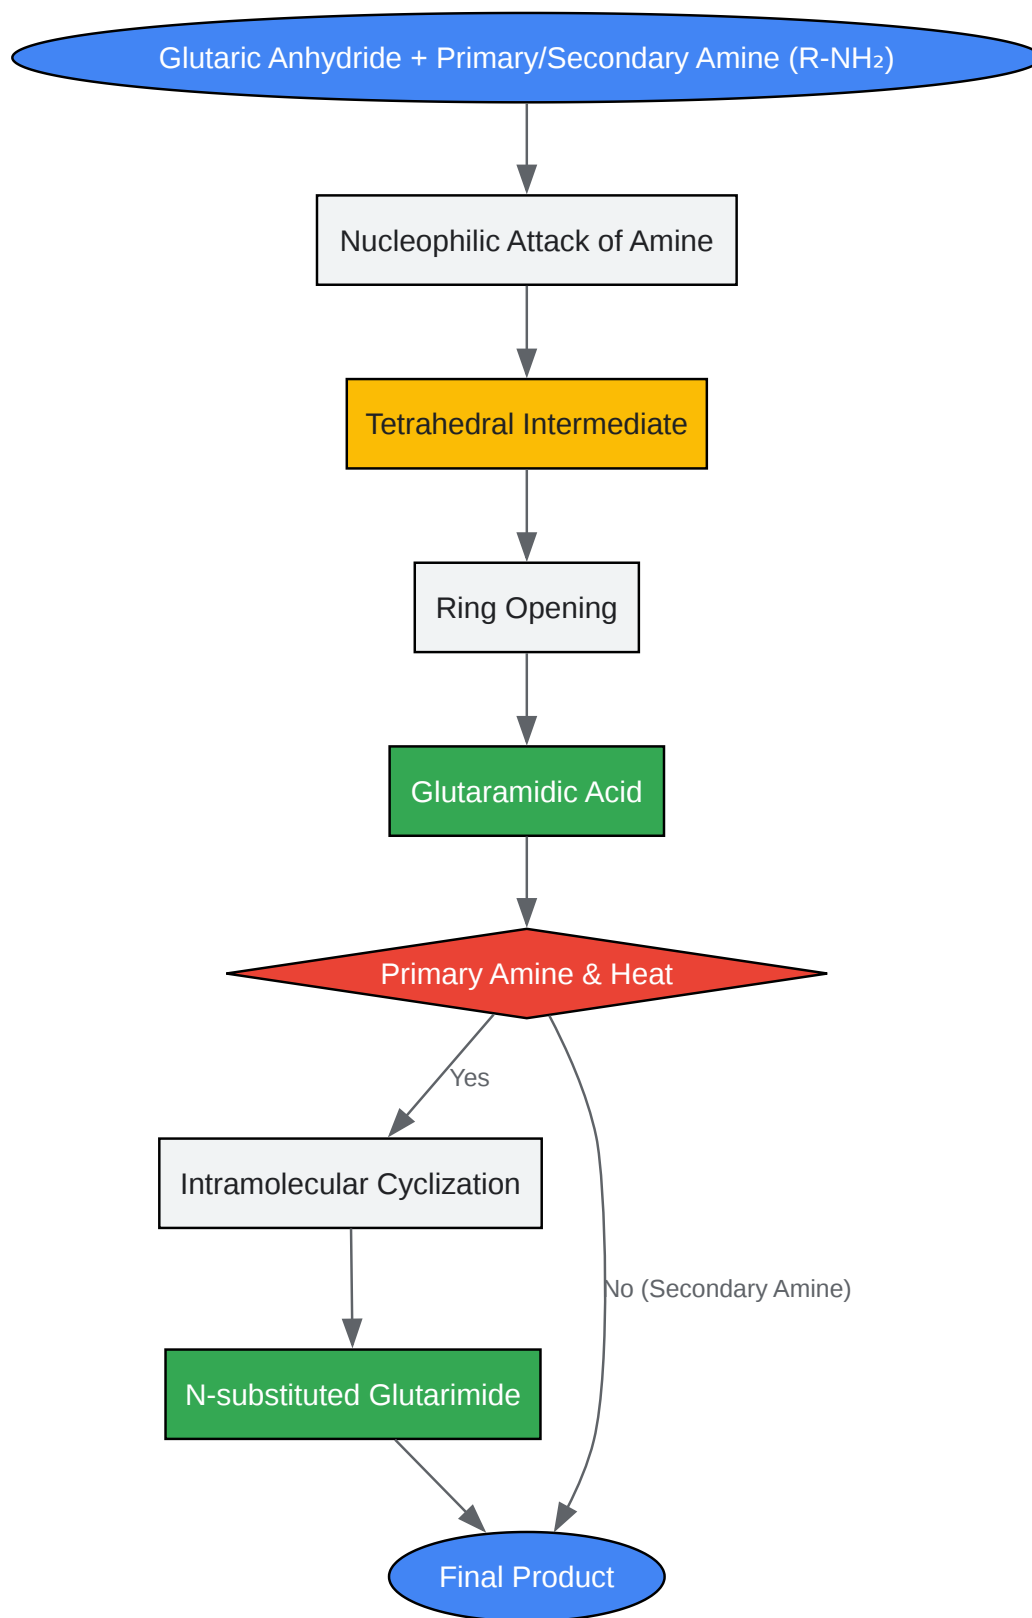 Glutaric Anhydride + Primary/Secondary Amine (R-NH₂)
Nucleophilic Attack of Amine
Tetrahedral Intermediate
Ring Opening
Glutaramidic Acid
Primary Amine & Heat
Yes
Intramolecular Cyclization
No (Secondary Amine)
N-substituted Glutarimide
Final Product